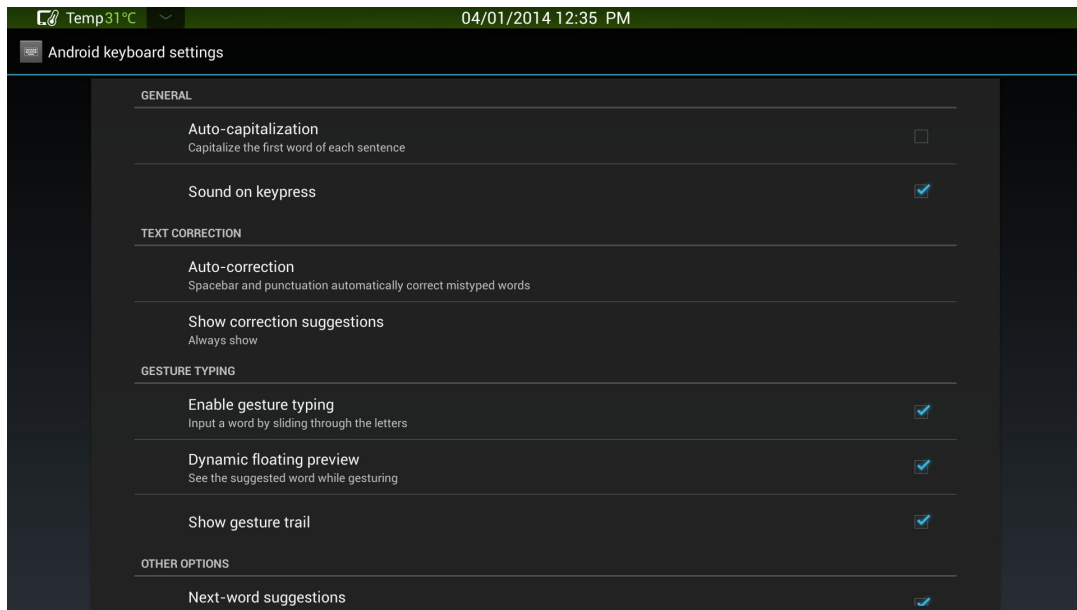 Temp31°C
04/01/2014 12:35 PM
Android keyboard settings
GENERAL
Auto-capitalization
Capitalize the first word of each sentence
Sound on keypress
TEXT CORRECTION
Auto-correction
Spacebar and punctuation automatically correct mistyped words
Show correction suggestions
Always show
GESTURE TYPING
Enable gesture typing
Input a word by sliding through the letters
Dynamic floating preview
See the suggested word while gesturing
Show gesture trail
OTHER OPTIONS
Next-word suggestions